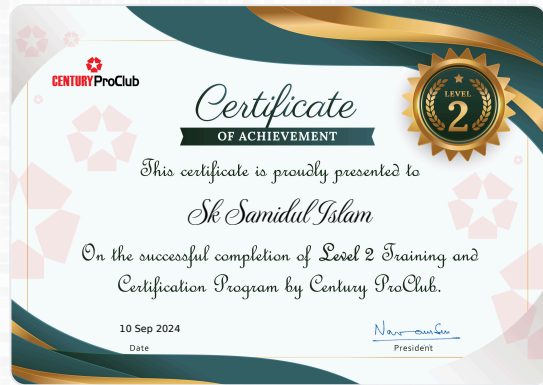 CENTURY ProClub
LEVEL
2
Certificate
OF ACHIEVEMENT
This certificate is proudly presented to
Sk Samidul Islam
On the successful completion of Level 2 Training and
Certification Program by Century ProClub.
10 Sep 2024
Date
President